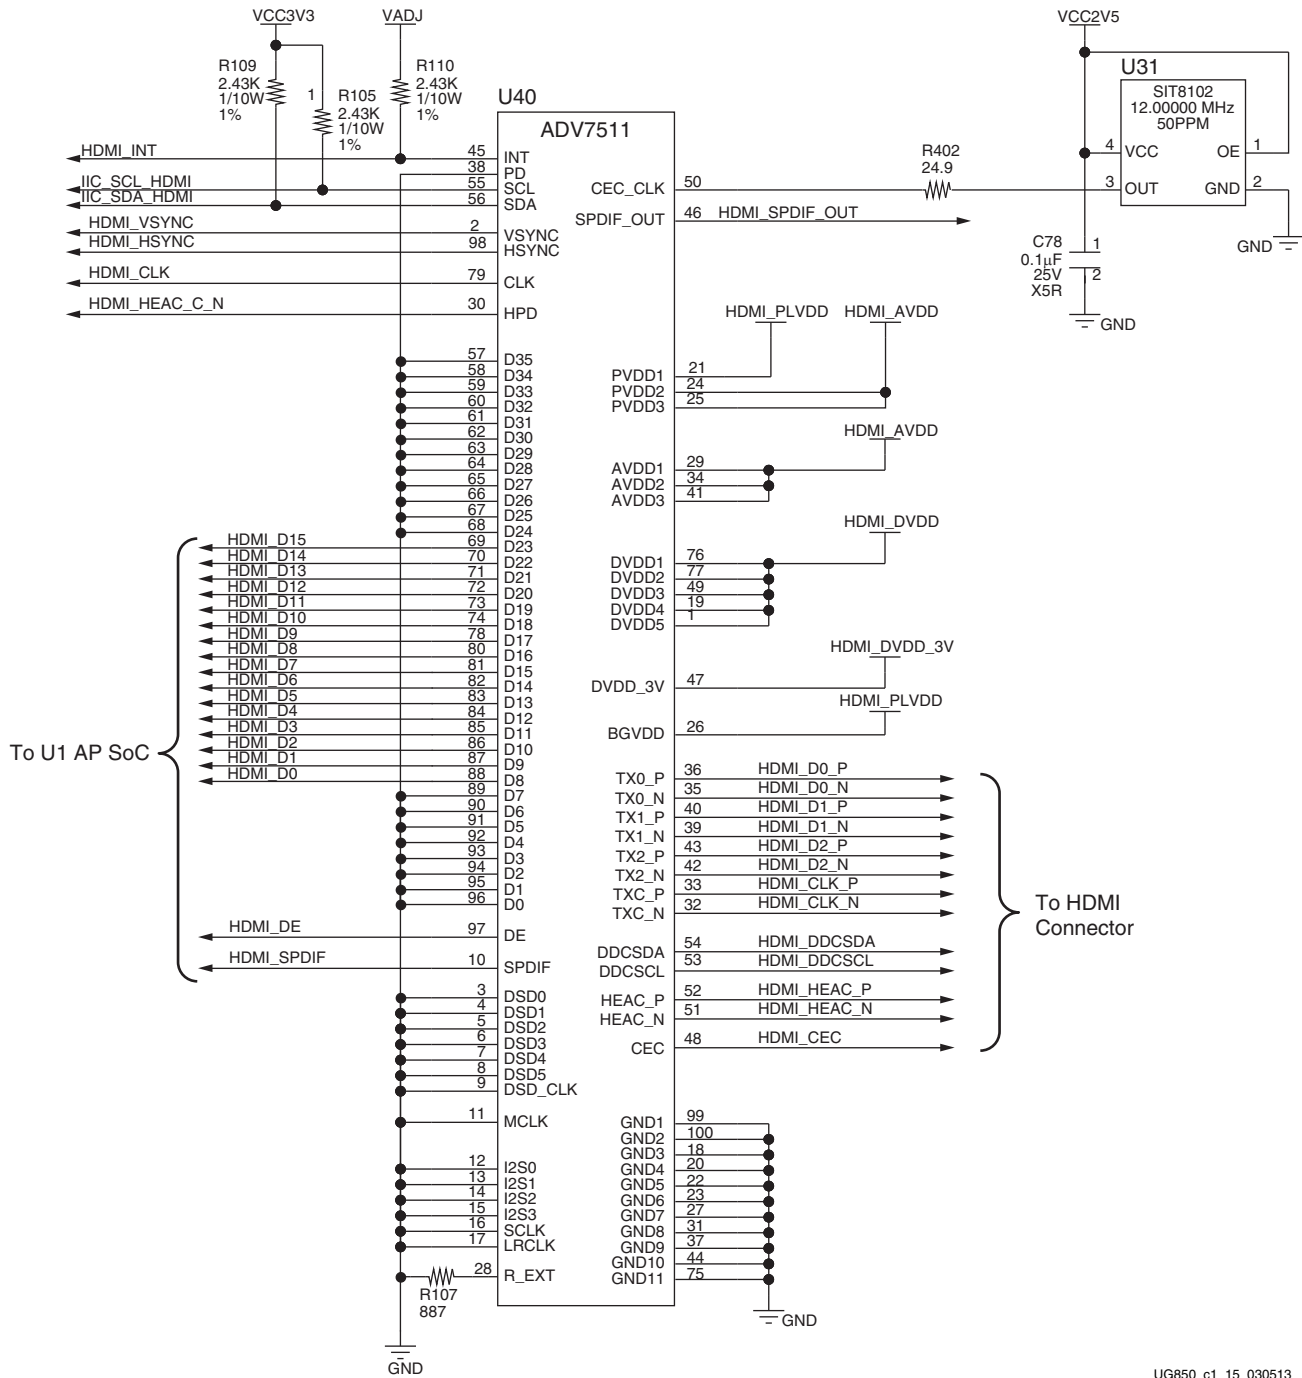 VCC3V3
VADJ
VCC2V5
R109
2.43K
1/10W
1%
1
R105
2.43K
1/10W
1%
R110
2.43K
1/10W
1%
U40
ADV7511
U31
SIT8102
12.00000 MHz
50PPM
4 VCC
OE 1
3 OUT
GND 2
GND
R402
24.9
C78
0.1µF
25V
X5R
1
2
GND
HDMI_INT 45 INT
38 PD
IIC_SCL_HDMI 55 SCL
IIC_SDA_HDMI 56 SDA
HDMI_VSYNC 2 VSYNC
HDMI_HSYNC 98 HSYNC
HDMI_CLK 79 CLK
HDMI_HEAC_C_N 30 HPD
57 D35
58 D34
59 D33
60 D32
61 D31
62 D30
63 D29
64 D28
65 D27
66 D26
67 D25
68 D24
To U1 AP SoC
HDMI_D15 69 D23
HDMI_D14 70 D22
HDMI_D13 71 D21
HDMI_D12 72 D20
HDMI_D11 73 D19
HDMI_D10 74 D18
HDMI_D9 78 D17
HDMI_D8 80 D16
HDMI_D7 81 D15
HDMI_D6 82 D14
HDMI_D5 83 D13
HDMI_D4 84 D12
HDMI_D3 85 D11
HDMI_D2 86 D10
HDMI_D1 87 D9
HDMI_D0 88 D8
89 D7
90 D6
91 D5
92 D4
93 D3
94 D2
95 D1
96 D0
HDMI_DE 97 DE
HDMI_SPDIF 10 SPDIF
3 DSD0
4 DSD1
5 DSD2
6 DSD3
7 DSD4
8 DSD5
9 DSD_CLK
11 MCLK
12 I2S0
13 I2S1
14 I2S2
15 I2S3
16 SCLK
17 LRCLK
28 R_EXT
R107
887
GND
CEC_CLK 50
SPDIF_OUT 46 HDMI_SPDIF_OUT
HDMI_PLVDD
HDMI_AVDD
PVDD1 21
PVDD2 24
PVDD3 25
HDMI_AVDD
AVDD1 29
AVDD2 34
AVDD3 41
HDMI_DVDD
DVDD1 76
DVDD2 77
DVDD3 49
DVDD4 19
DVDD5 1
HDMI_DVDD_3V
DVDD_3V 47
HDMI_PLVDD
BGVDD 26
TX0_P 36 HDMI_D0_P
TX0_N 35 HDMI_D0_N
TX1_P 40 HDMI_D1_P
TX1_N 39 HDMI_D1_N
TX2_P 43 HDMI_D2_P
TX2_N 42 HDMI_D2_N
TXC_P 33 HDMI_CLK_P
TXC_N 32 HDMI_CLK_N
DDCSDA 54 HDMI_DDCSDA
DDCSCL 53 HDMI_DDCSCL
HEAC_P 52 HDMI_HEAC_P
HEAC_N 51 HDMI_HEAC_N
CEC 48 HDMI_CEC
To HDMI
Connector
GND1 99
GND2 100
GND3 18
GND4 20
GND5 22
GND6 23
GND7 27
GND8 31
GND9 37
GND10 44
GND11 75
GND
UG850_c1_15_030513